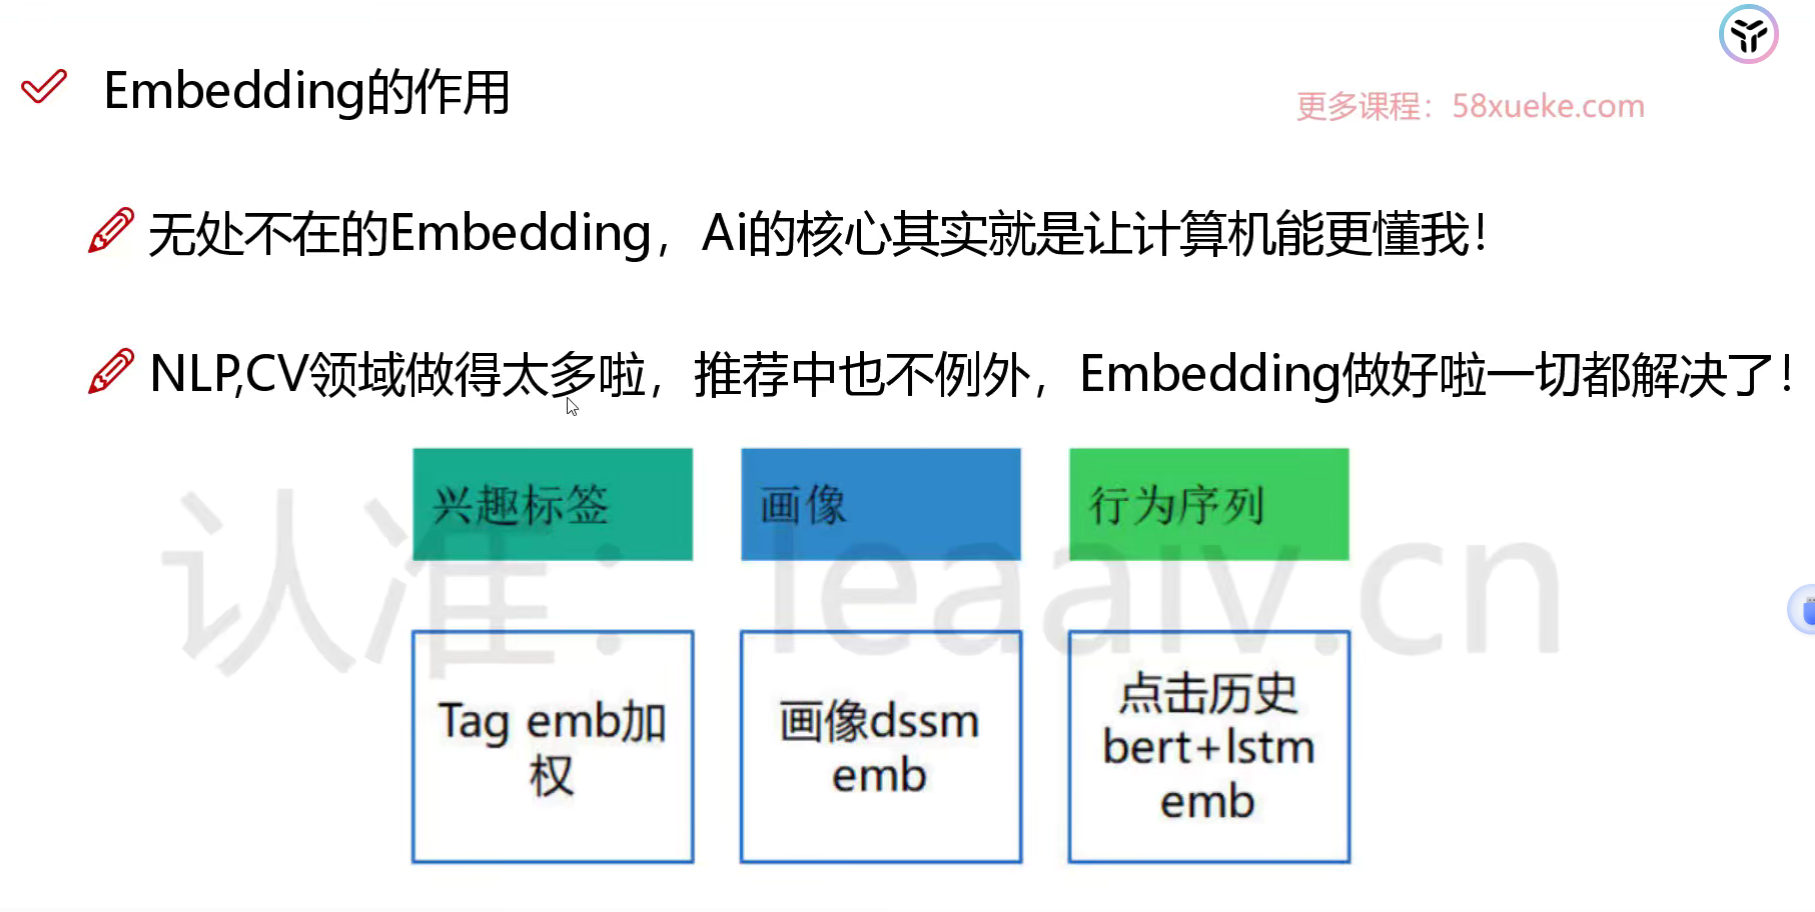 Embedding的作用
更多课程：58xueke.com
无处不在的Embedding，Ai的核心其实就是让计算机能更懂我！
NLP,CV领域做得太多啦，推荐中也不例外，Embedding做好啦一切都解决了！
兴趣标签
画像
行为序列
认准：leaaiv.cn
Tag emb加
权
画像dssm
emb
点击历史
bert+lstm
emb